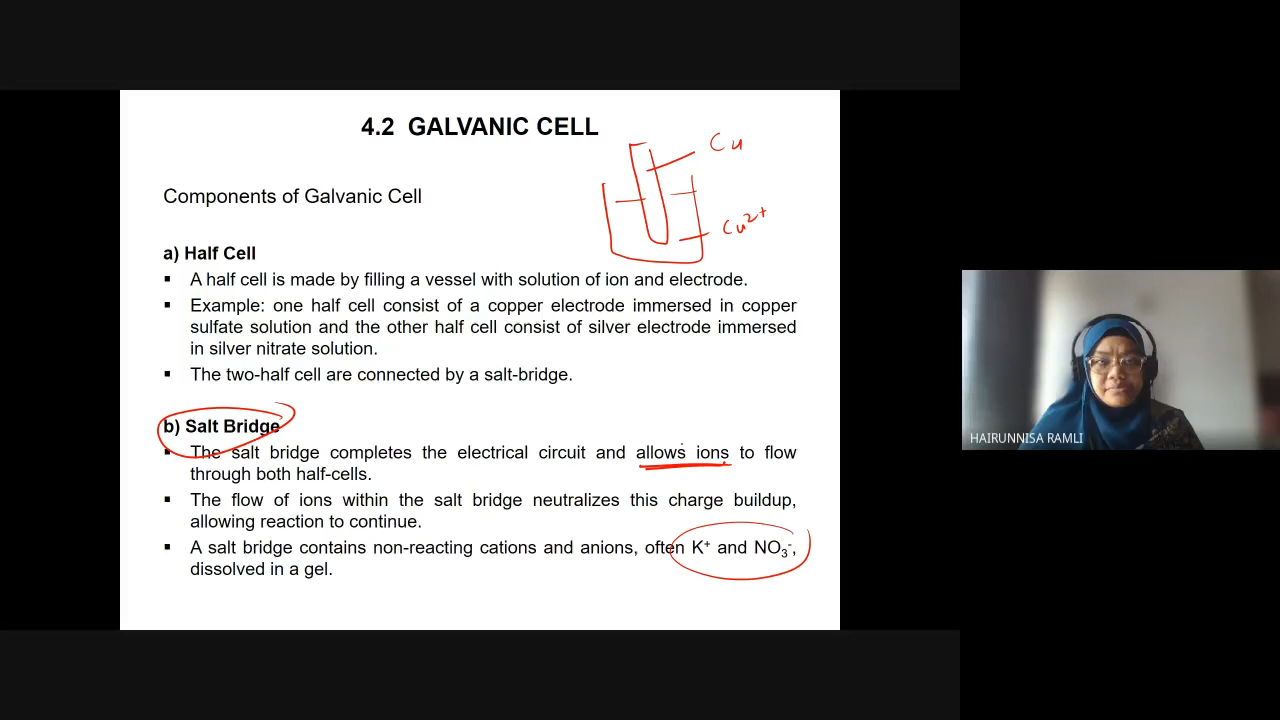 4.2 GALVANIC CELL
Cu
Components of Galvanic Cell
Cu²⁺
a) Half Cell
▪ A half cell is made by filling a vessel with solution of ion and electrode.
▪ Example: one half cell consist of a copper electrode immersed in copper
sulfate solution and the other half cell consist of silver electrode immersed
in silver nitrate solution.
▪ The two-half cell are connected by a salt-bridge.
b) Salt Bridge
▪ The salt bridge completes the electrical circuit and allows ions to flow
through both half-cells.
▪ The flow of ions within the salt bridge neutralizes this charge buildup,
allowing reaction to continue.
▪ A salt bridge contains non-reacting cations and anions, often K⁺ and NO₃⁻,
dissolved in a gel.
HAIRUNNISA RAMLI